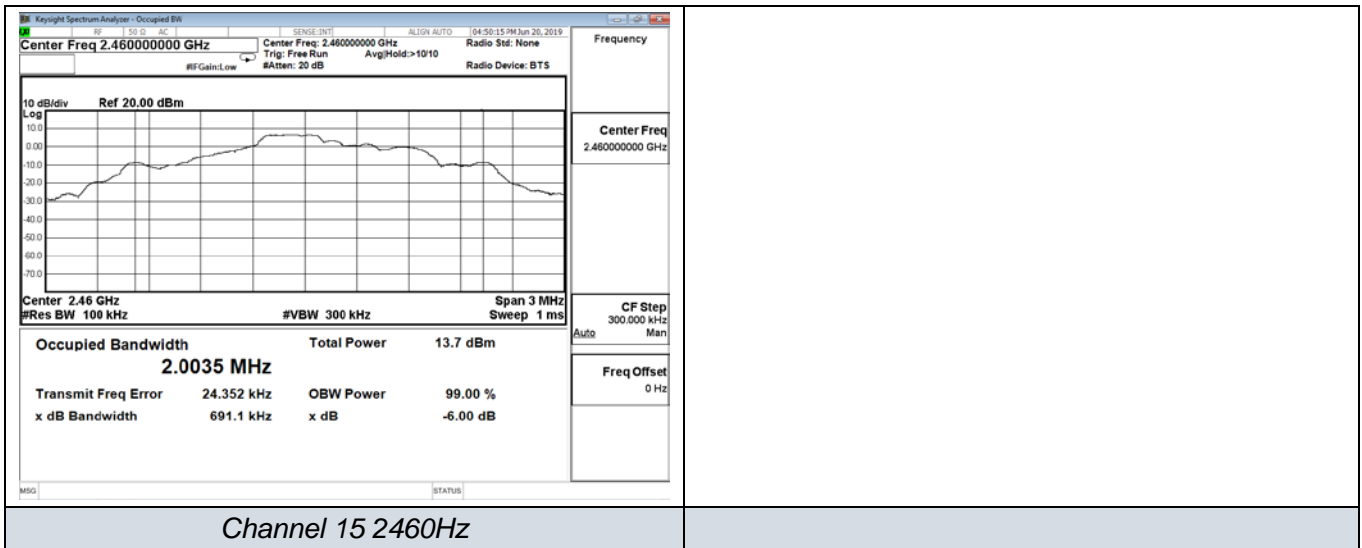 Keysight Spectrum Analyzer - Occupied BW
RF 50 Ω AC SENSE:INT ALIGN AUTO 04:50:15 PM Jun 20, 2019
Center Freq 2.460000000 GHz
Center Freq: 2.460000000 GHz
Radio Std: None
Trig: Free Run
Avg|Hold:>10/10
#IFGain:Low
#Atten: 20 dB
Radio Device: BTS
Frequency
10 dB/div
Ref 20.00 dBm
Log
10.0
0.00
-10.0
-20.0
-30.0
-40.0
-50.0
-60.0
-70.0
Center 2.46 GHz
Span 3 MHz
#Res BW 100 kHz
#VBW 300 kHz
Sweep 1 ms
Center Freq
2.460000000 GHz
CF Step
300.000 kHz
Auto Man
Freq Offset
0 Hz
Occupied Bandwidth
2.0035 MHz
Total Power 13.7 dBm
Transmit Freq Error 24.352 kHz OBW Power 99.00 %
x dB Bandwidth 691.1 kHz x dB -6.00 dB
MSG
STATUS
Channel 15 2460Hz